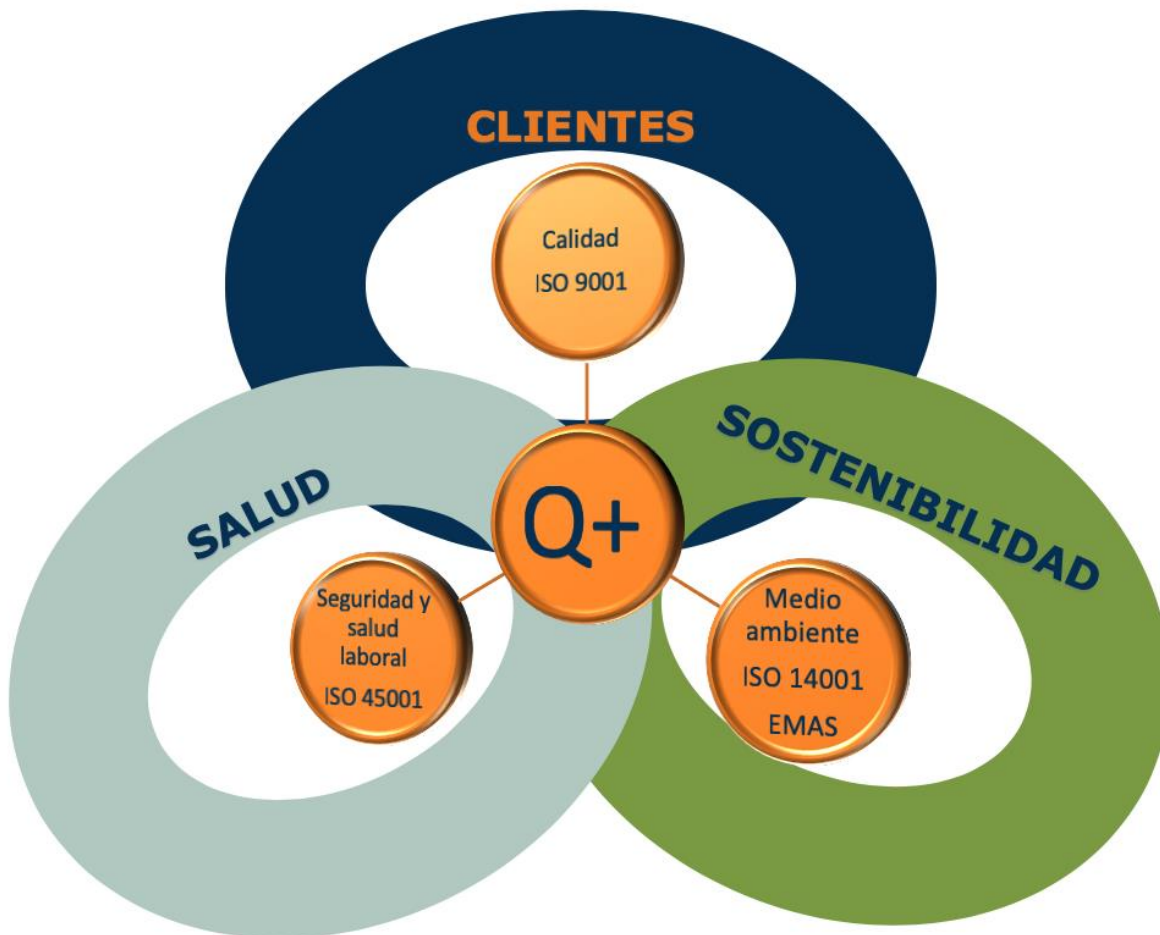 CLIENTES
Calidad
ISO 9001
Q+
SALUD
Seguridad y
salud
laboral
ISO 45001
SOSTENIBILIDAD
Medio
ambiente
ISO 14001
EMAS